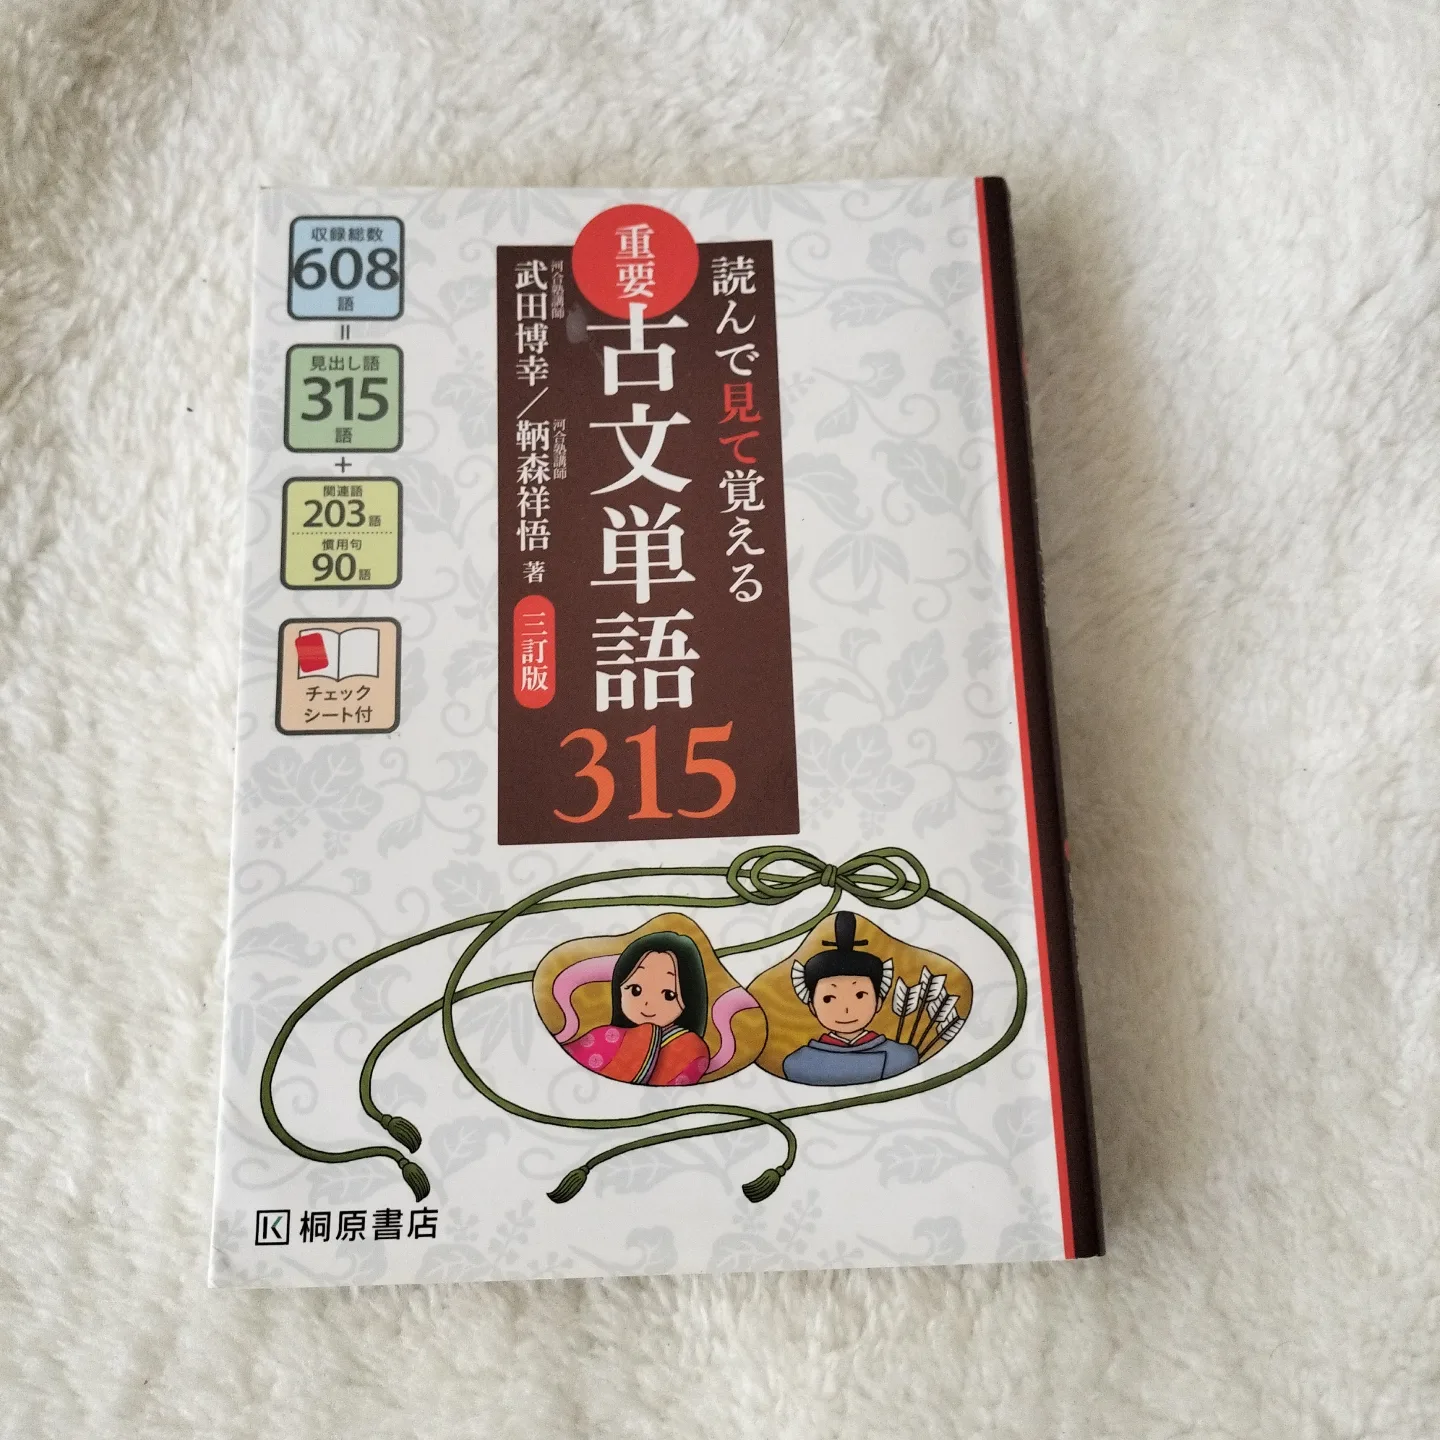 読んで見て覚える
重要
古文単語
315
河合塾講師
武田博幸／
河合塾講師
鞆森祥悟 著
三訂版
収録総数
608
語
=
見出し語
315
語
+
関連語
203語
慣用句
90語
チェック
シート付
K 桐原書店